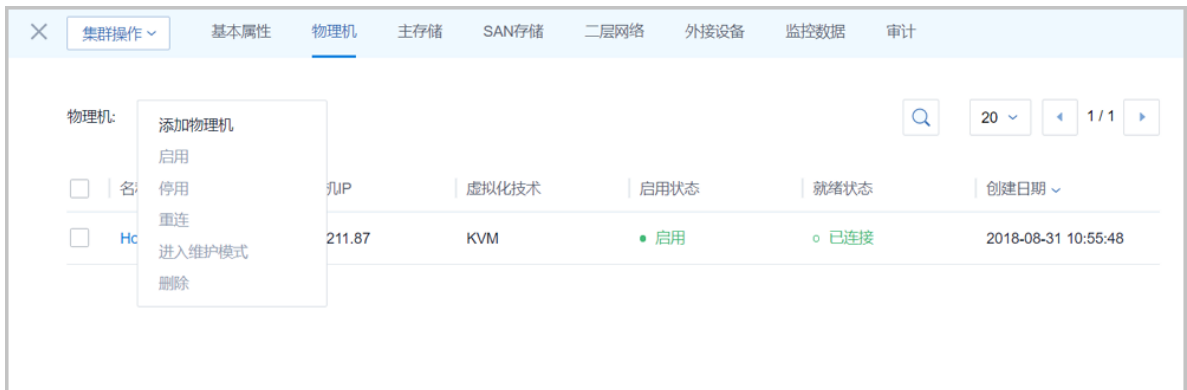 集群操作 基本属性 物理机 主存储 SAN存储 二层网络 外接设备 监控数据 审计
物理机: 20 1 / 1
添加物理机
启用
停用
重连
进入维护模式
删除
机IP 虚拟化技术 启用状态 就绪状态 创建日期
Ho 211.87 KVM 启用 已连接 2018-08-31 10:55:48